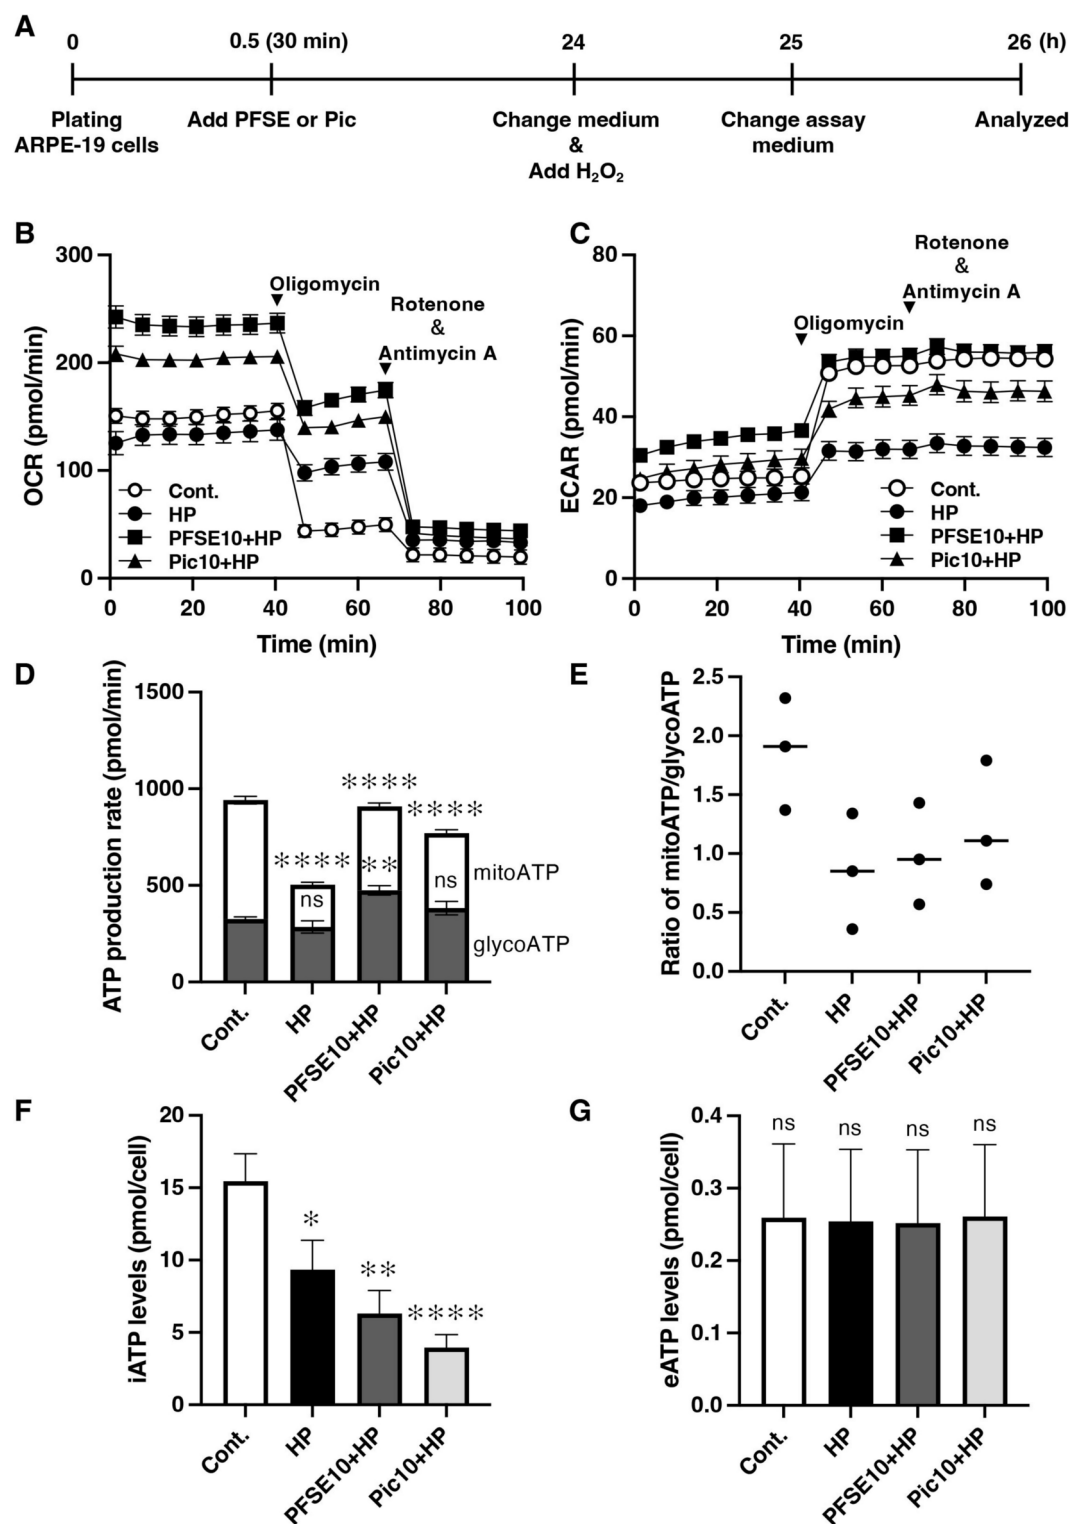 A
0
0.5 (30 min)
24
25
26 (h)
Plating
ARPE-19 cells
Add PFSE or Pic
Change medium
&
Add H₂O₂
Change assay
medium
Analyzed
B
OCR (pmol/min)
300
200
100
0
Oligomycin
Rotenone
&
Antimycin A
Cont.
HP
PFSE10+HP
Pic10+HP
0 20 40 60 80 100
Time (min)
C
ECAR (pmol/min)
80
60
40
20
0
Rotenone
&
Antimycin A
Oligomycin
Cont.
HP
PFSE10+HP
Pic10+HP
0 20 40 60 80 100
Time (min)
D
ATP production rate (pmol/min)
1500
1000
500
0
****
****
****
**
ns
ns
mitoATP
glycoATP
Cont.
HP
PFSE10+HP
Pic10+HP
E
Ratio of mitoATP/glycoATP
2.5
2.0
1.5
1.0
0.5
0.0
Cont.
HP
PFSE10+HP
Pic10+HP
F
iATP levels (pmol/cell)
20
15
10
5
0
*
**
****
Cont.
HP
PFSE10+HP
Pic10+HP
G
eATP levels (pmol/cell)
0.4
0.3
0.2
0.1
0.0
ns
ns
ns
ns
Cont.
HP
PFSE10+HP
Pic10+HP